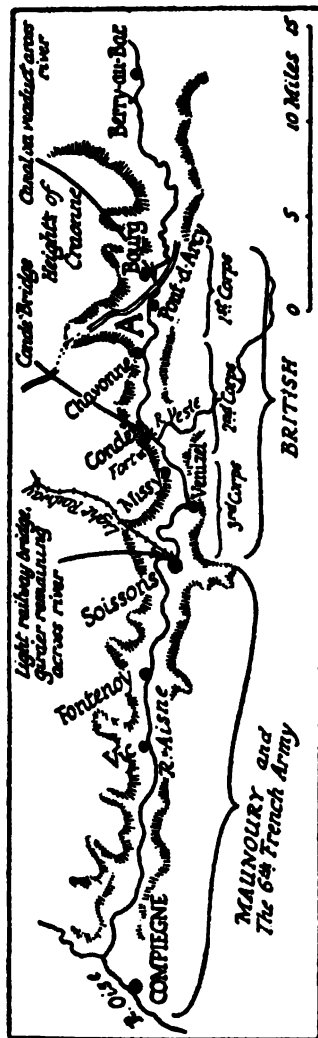 Light railway bridge,
girder remaining
across river
Condé Bridge
Canal via viaduct across
river
Heights of
Craonne
Light Railway
R. Oise
COMPIEGNE
Fontenoy
R. Aisne
Soissons
Missy
Venizel
Fort
Condé
R. Vesle
Chavonne
A
Pont-d'Arcy
Bourg
Berry-au-Bac
3rd Corps
2nd Corps
1st Corps
BRITISH
MAUNOURY and
The 6th French Army
0 5 10 Miles 15